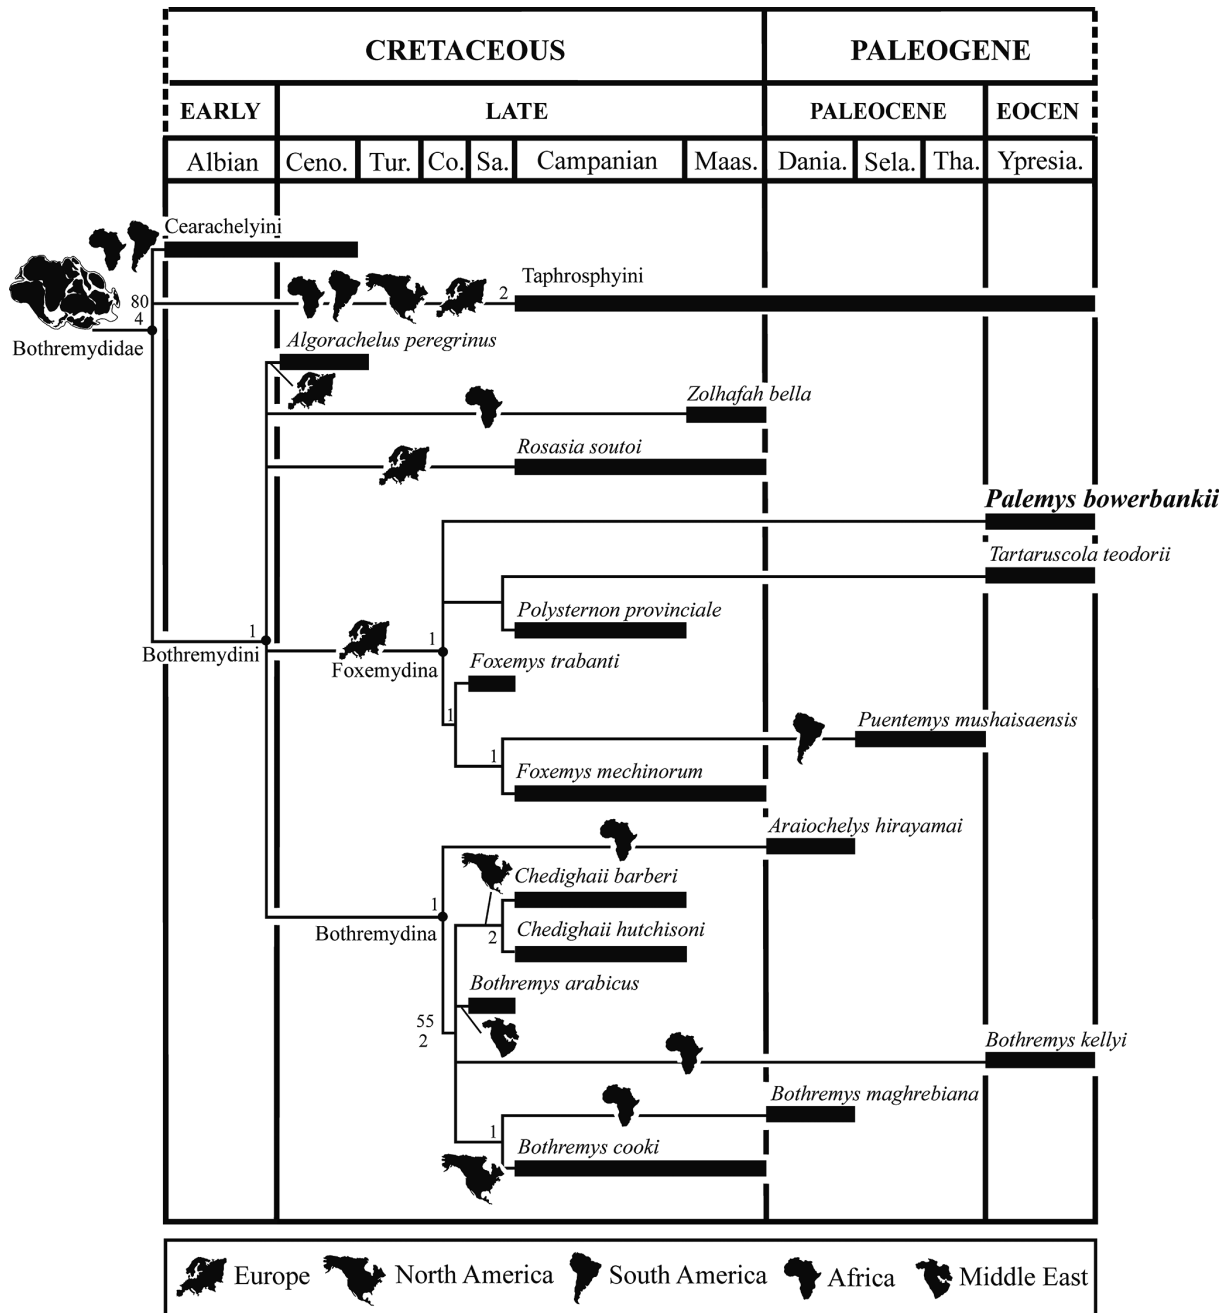 CRETACEOUS PALEOGENE
EARLY LATE PALEOCENE EOCEN
Albian Ceno. Tur. Co. Sa. Campanian Maas. Dania. Sela. Tha. Ypresia.
Cearachelyini
Taphrosphyini
2
80
4
Bothremydidae
Algorachelus peregrinus
Zolhafah bella
Rosasia soutoi
Palemys bowerbankii
Tartaruscola teodorii
Polysternon provinciale
1
Bothremydini
1
Foxemydina
Foxemys trabanti
1
Puentemys mushaisaensis
1
Foxemys mechinorum
Araiochelys hirayamai
Chedighaii barberi
1
Bothremydina
Chedighaii hutchisoni
2
Bothremys arabicus
55
2
Bothremys kellyi
Bothremys maghrebiana
1
Bothremys cooki
Europe North America South America Africa Middle East